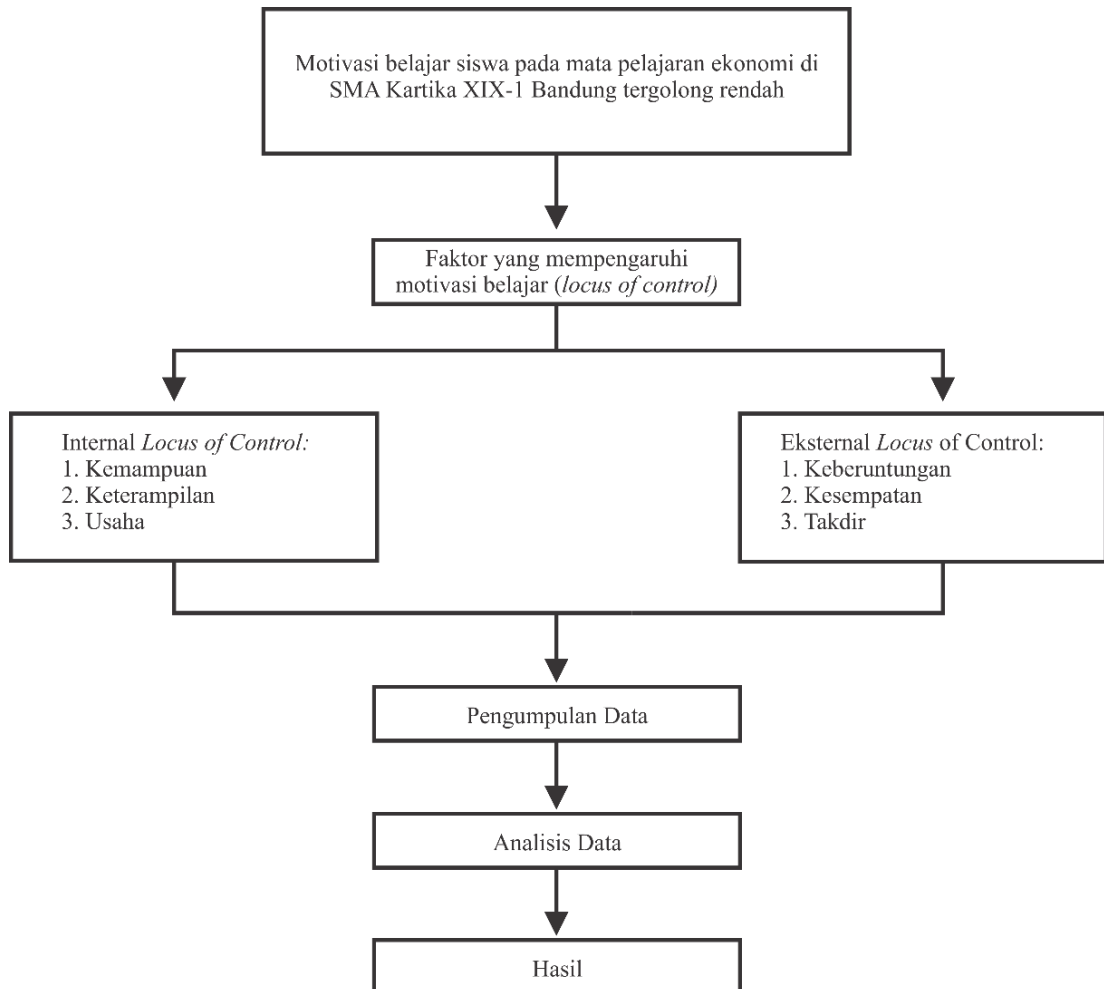 Motivasi belajar siswa pada mata pelajaran ekonomi di
SMA Kartika XIX-1 Bandung tergolong rendah
Faktor yang mempengaruhi
motivasi belajar (locus of control)
Internal Locus of Control:
1. Kemampuan
2. Keterampilan
3. Usaha
Eksternal Locus of Control:
1. Keberuntungan
2. Kesempatan
3. Takdir
Pengumpulan Data
Analisis Data
Hasil